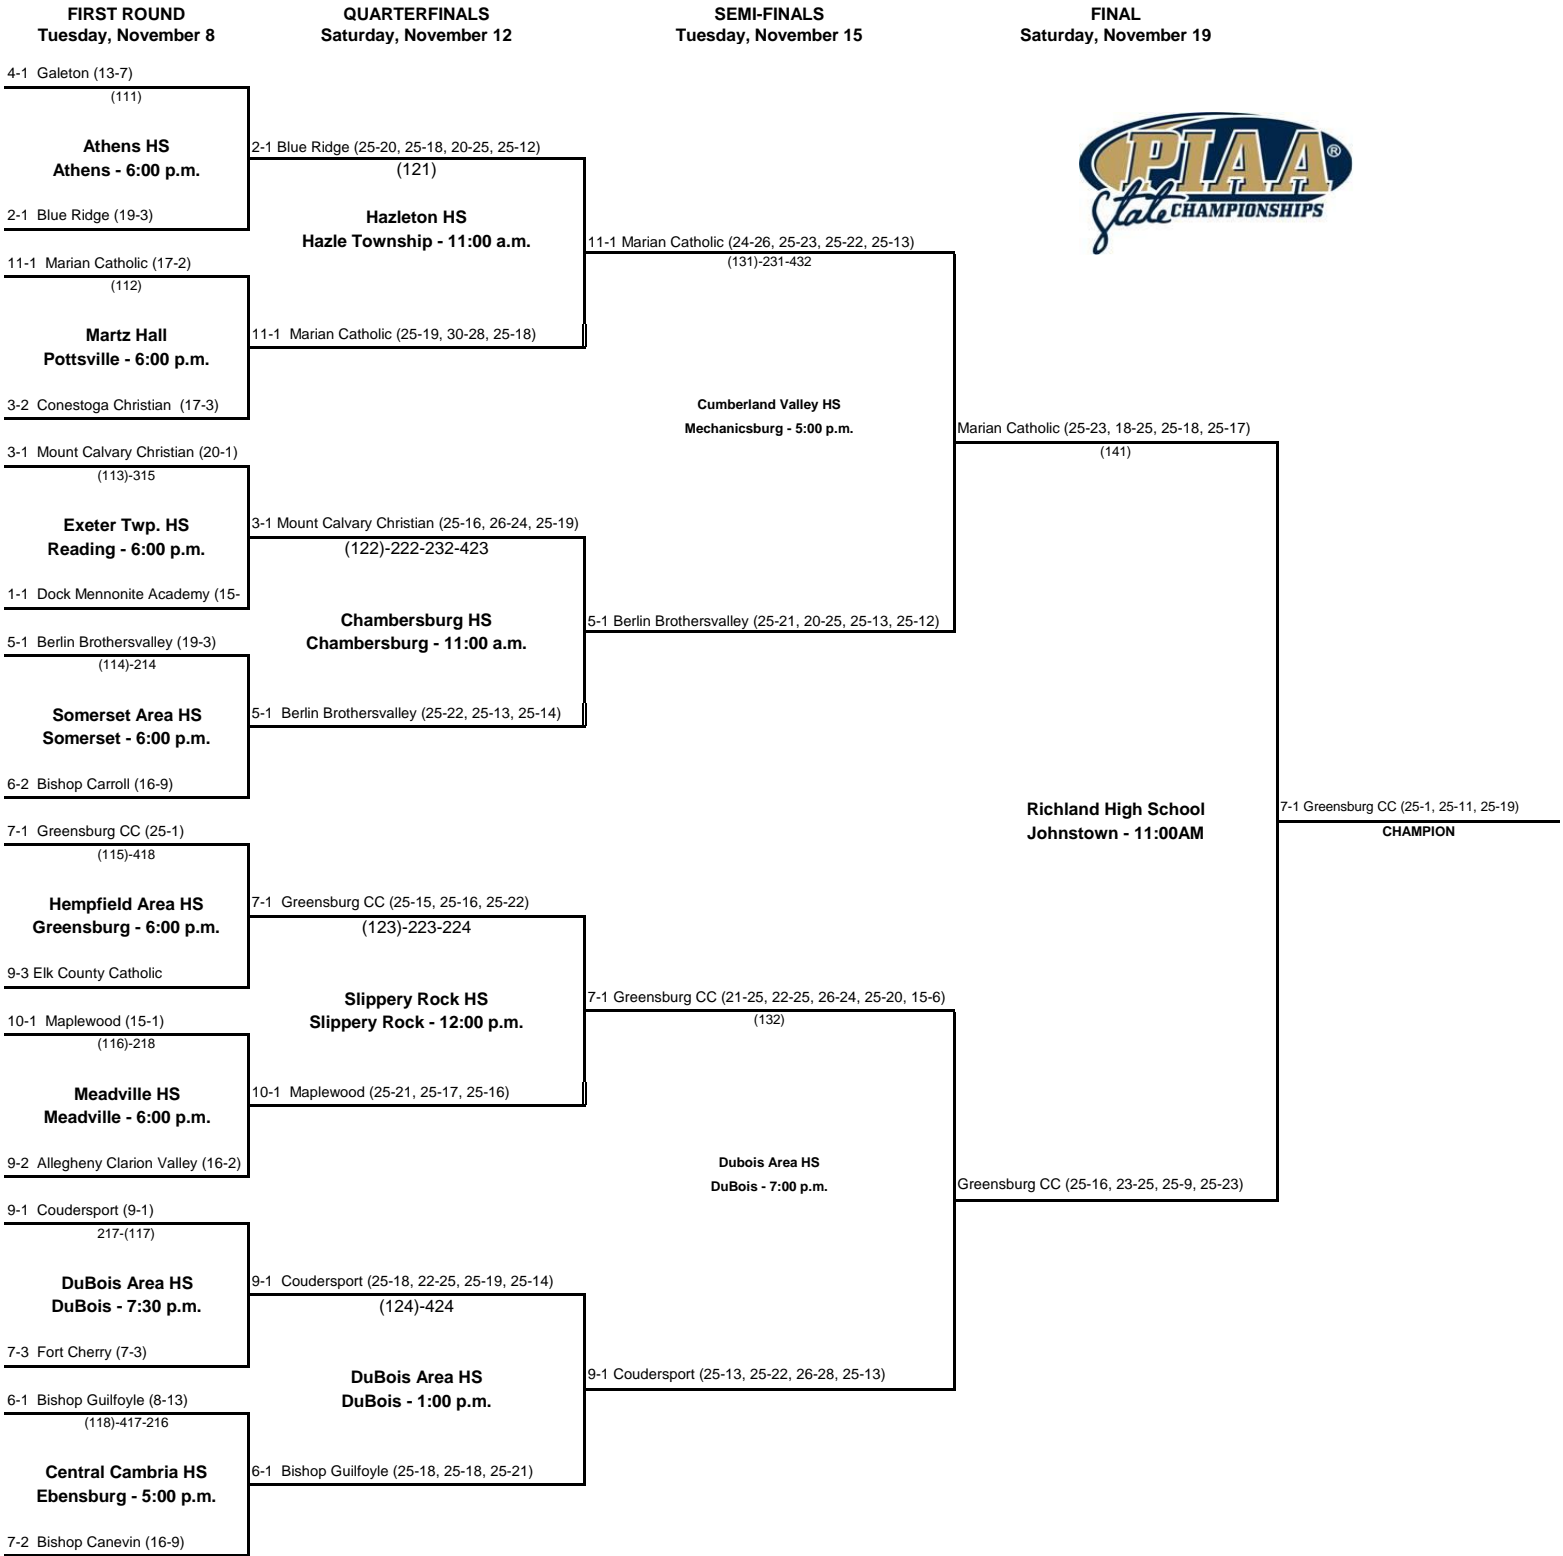 FIRST ROUND
Tuesday, November 8
QUARTERFINALS
Saturday, November 12
SEMI-FINALS
Tuesday, November 15
FINAL
Saturday, November 19
PIAA®
State CHAMPIONSHIPS
4-1 Galeton (13-7)
(111)
Athens HS
Athens - 6:00 p.m.
2-1 Blue Ridge (19-3)
11-1 Marian Catholic (17-2)
(112)
Martz Hall
Pottsville - 6:00 p.m.
3-2 Conestoga Christian (17-3)
3-1 Mount Calvary Christian (20-1)
(113)-315
Exeter Twp. HS
Reading - 6:00 p.m.
1-1 Dock Mennonite Academy (15-
5-1 Berlin Brothersvalley (19-3)
(114)-214
Somerset Area HS
Somerset - 6:00 p.m.
6-2 Bishop Carroll (16-9)
7-1 Greensburg CC (25-1)
(115)-418
Hempfield Area HS
Greensburg - 6:00 p.m.
9-3 Elk County Catholic
10-1 Maplewood (15-1)
(116)-218
Meadville HS
Meadville - 6:00 p.m.
9-2 Allegheny Clarion Valley (16-2)
9-1 Coudersport (9-1)
217-(117)
DuBois Area HS
DuBois - 7:30 p.m.
7-3 Fort Cherry (7-3)
6-1 Bishop Guilfoyle (8-13)
(118)-417-216
Central Cambria HS
Ebensburg - 5:00 p.m.
7-2 Bishop Canevin (16-9)
2-1 Blue Ridge (25-20, 25-18, 20-25, 25-12)
(121)
Hazleton HS
Hazle Township - 11:00 a.m.
11-1 Marian Catholic (25-19, 30-28, 25-18)
3-1 Mount Calvary Christian (25-16, 26-24, 25-19)
(122)-222-232-423
Chambersburg HS
Chambersburg - 11:00 a.m.
5-1 Berlin Brothersvalley (25-22, 25-13, 25-14)
7-1 Greensburg CC (25-15, 25-16, 25-22)
(123)-223-224
Slippery Rock HS
Slippery Rock - 12:00 p.m.
10-1 Maplewood (25-21, 25-17, 25-16)
9-1 Coudersport (25-18, 22-25, 25-19, 25-14)
(124)-424
DuBois Area HS
DuBois - 1:00 p.m.
6-1 Bishop Guilfoyle (25-18, 25-18, 25-21)
11-1 Marian Catholic (24-26, 25-23, 25-22, 25-13)
(131)-231-432
Cumberland Valley HS
Mechanicsburg - 5:00 p.m.
5-1 Berlin Brothersvalley (25-21, 20-25, 25-13, 25-12)
7-1 Greensburg CC (21-25, 22-25, 26-24, 25-20, 15-6)
(132)
Dubois Area HS
DuBois - 7:00 p.m.
9-1 Coudersport (25-13, 25-22, 26-28, 25-13)
Marian Catholic (25-23, 18-25, 25-18, 25-17)
(141)
Richland High School
Johnstown - 11:00AM
Greensburg CC (25-16, 23-25, 25-9, 25-23)
7-1 Greensburg CC (25-1, 25-11, 25-19)
CHAMPION